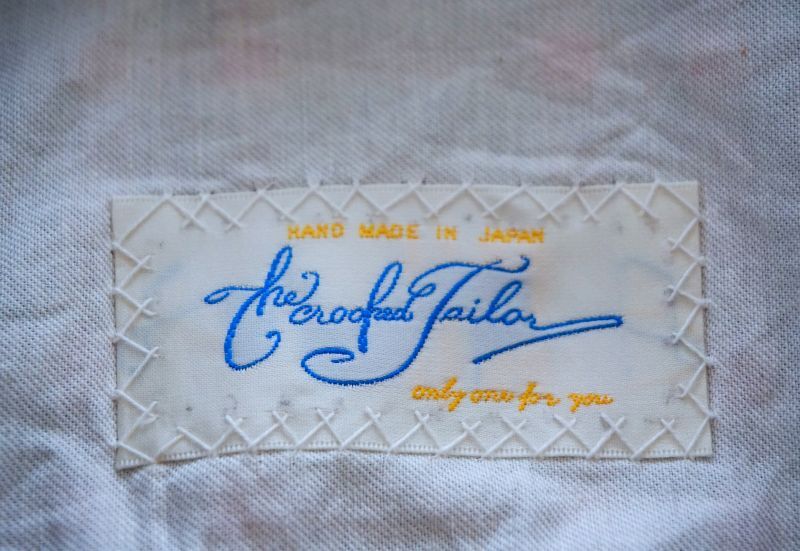 HAND MADE IN JAPAN
The Crooked Tailor
only one for you